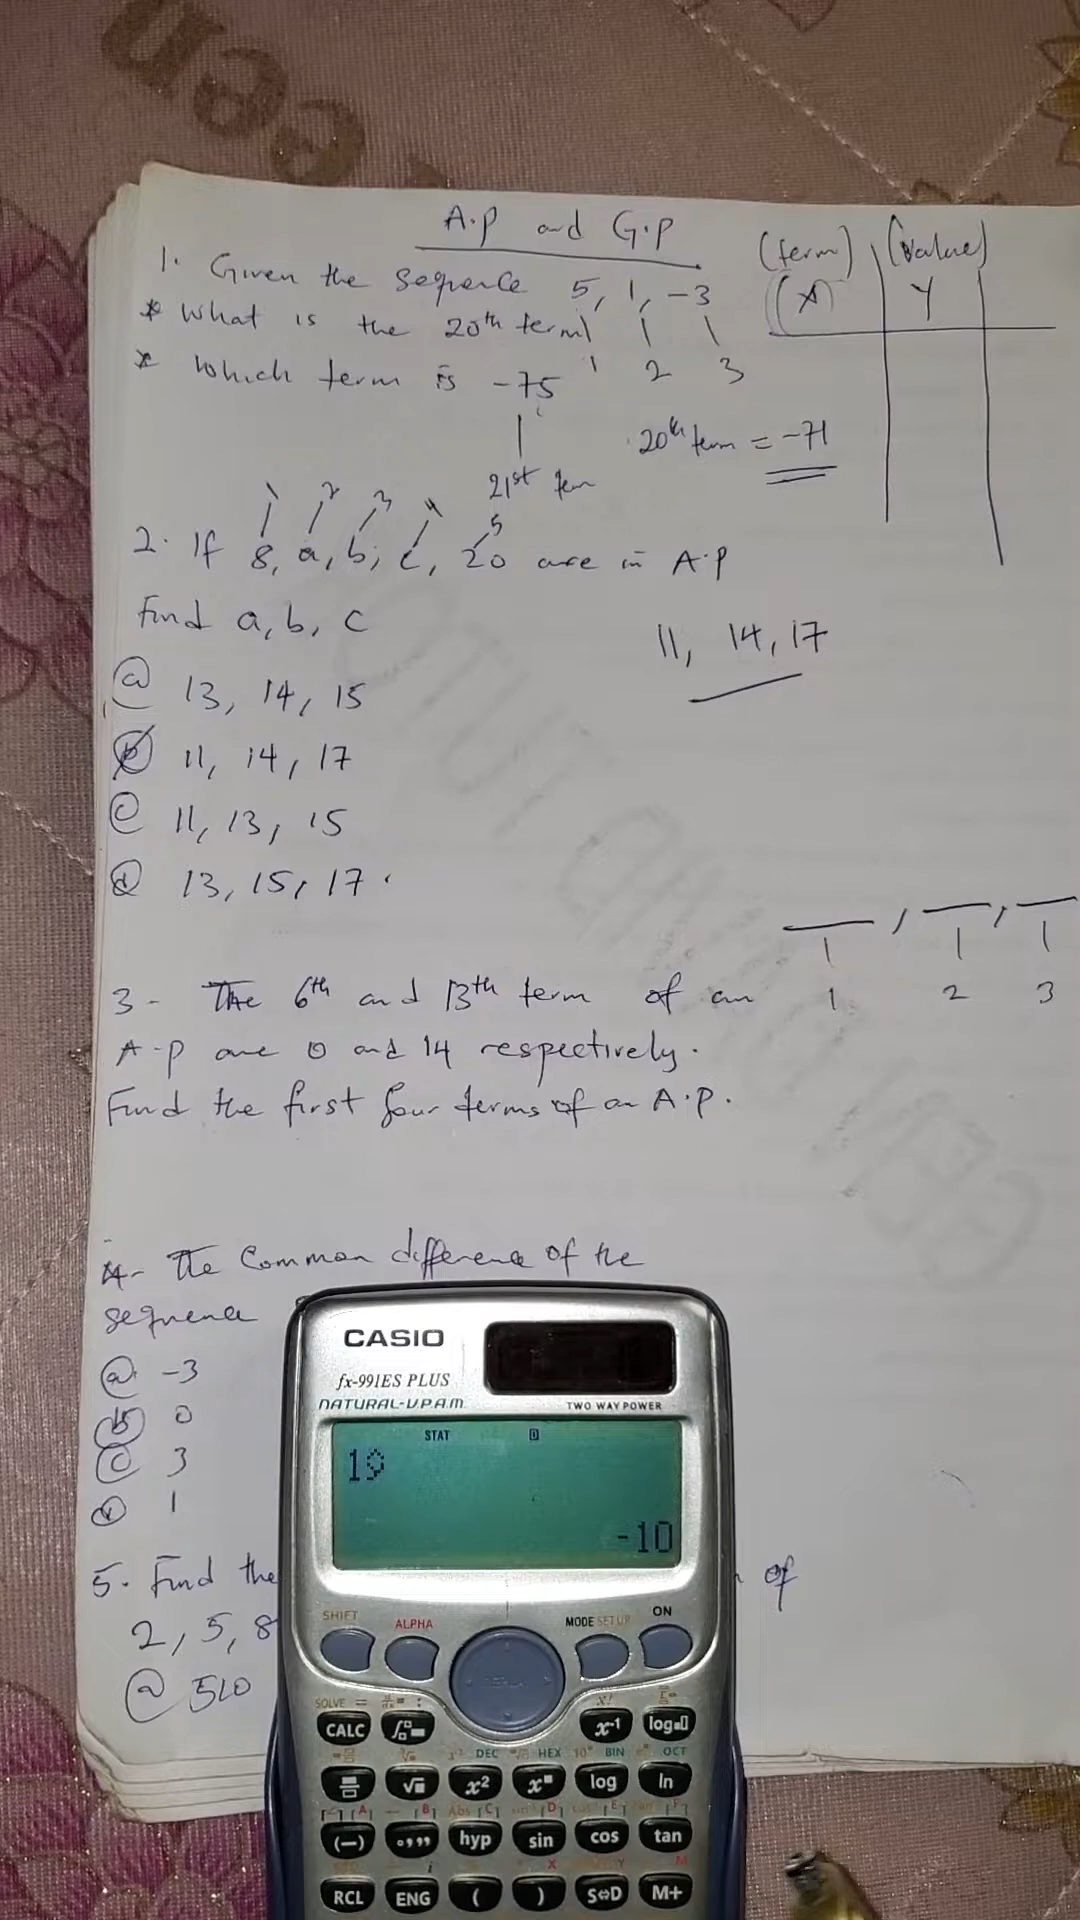 A.P and G.P
1. Given the sequence 5, 1, -3
* What is the 20th term
1 2 3
* Which term is -75
21st term
20th term = -71
(term) (value)
(X) Y
1 2 3 4 5
2. If 8, a, b, c, 20 are in A.P
Find a, b, c
11, 14, 17
(a) 13, 14, 15
(b) 11, 14, 17
(c) 11, 13, 15
(d) 13, 15, 17.
3- The 6th and 13th term of an
A.p are 0 and 14 respectively.
Find the first four terms of an A.P.
1 2 3
4- The Common difference of the
sequence
(a) -3
(b) 0
(c) 3
(d) 1
5. Find the of
2, 5, 8
(a) 510
CASIO
fx-991ES PLUS
NATURAL-V.P.A.M.
TWO WAY POWER
STAT D
19
-10
SHIFT ALPHA MODE SETUP ON
REPLAY
SOLVE =
CALC x-1 log
DEC HEX BIN OCT
x2 log ln
(-) hyp sin cos tan
RCL ENG ( ) S⇔D M+